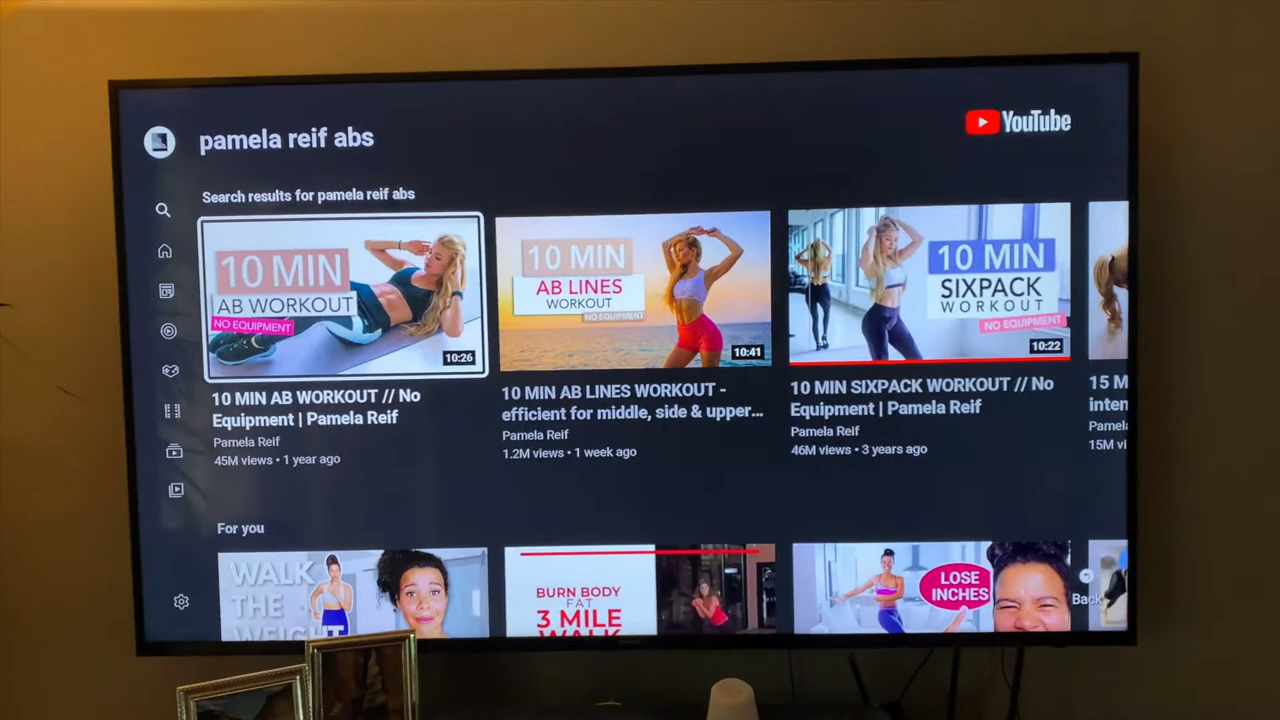 pamela reif abs
YouTube
Search results for pamela reif abs
10 MIN
AB WORKOUT
NO EQUIPMENT
10:26
10 MIN
AB LINES
WORKOUT
NO EQUIPMENT
10:41
10 MIN
SIXPACK
WORKOUT
NO EQUIPMENT
10:22
10 MIN AB WORKOUT // No
Equipment | Pamela Reif
Pamela Reif
45M views • 1 year ago
10 MIN AB LINES WORKOUT -
efficient for middle, side & upper...
Pamela Reif
1.2M views • 1 week ago
10 MIN SIXPACK WORKOUT // No
Equipment | Pamela Reif
Pamela Reif
46M views • 3 years ago
15 M
inten
Pamela
15M vi
For you
WALK
THE
WEIGHT
BURN BODY
FAT
3 MILE
WALK
LOSE
INCHES
Back